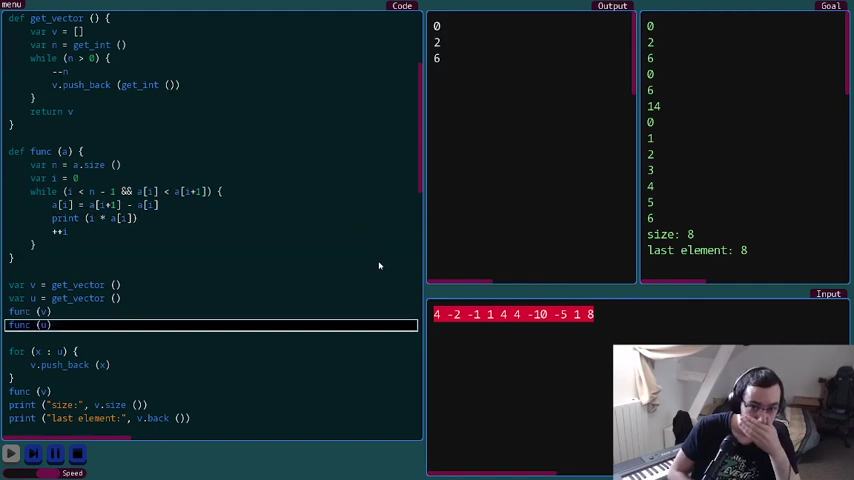 menu
Code
def get_vector () {
var v = []
var n = get_int ()
while (n > 0) {
--n
v.push_back (get_int ())
}
return v
}
def func (a) {
var n = a.size ()
var i = 0
while (i < n - 1 && a[i] < a[i+1]) {
a[i] = a[i+1] - a[i]
print (i * a[i])
++i
}
}
var v = get_vector ()
var u = get_vector ()
func (v)
func (u)
for (x : u) {
v.push_back (x)
}
func (v)
print ("size:", v.size ())
print ("last element:", v.back ())
Speed
Output
0
2
6
Goal
0
2
6
0
6
14
0
1
2
3
4
5
6
size: 8
last element: 8
Input
4 -2 -1 1 4 4 -10 -5 1 8